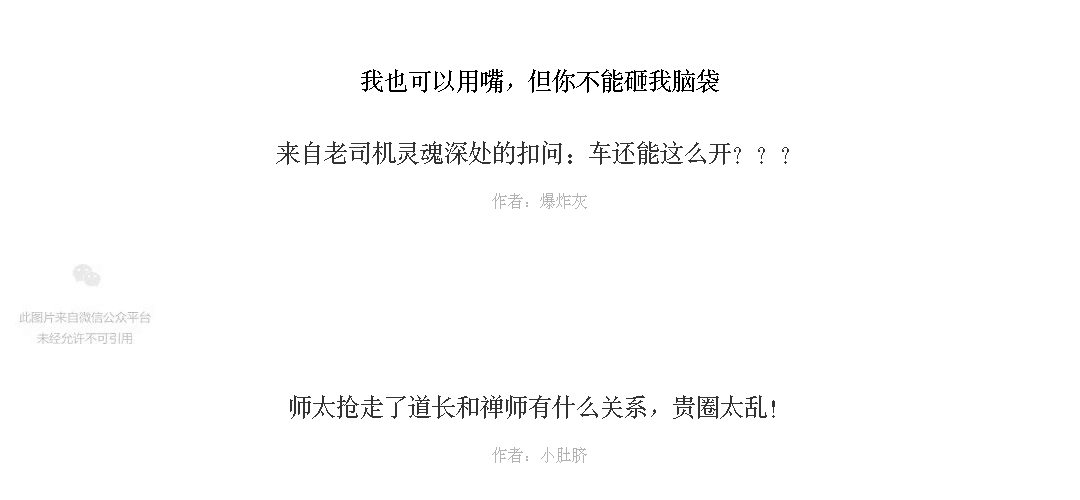 我也可以用嘴，但你不能砸我脑袋
来自老司机灵魂深处的扣问：车还能这么开？？？
作者：爆炸灰
此图片来自微信公众平台
未经允许不可引用
师太抢走了道长和禅师有什么关系，贵圈太乱！
作者：小肚脐